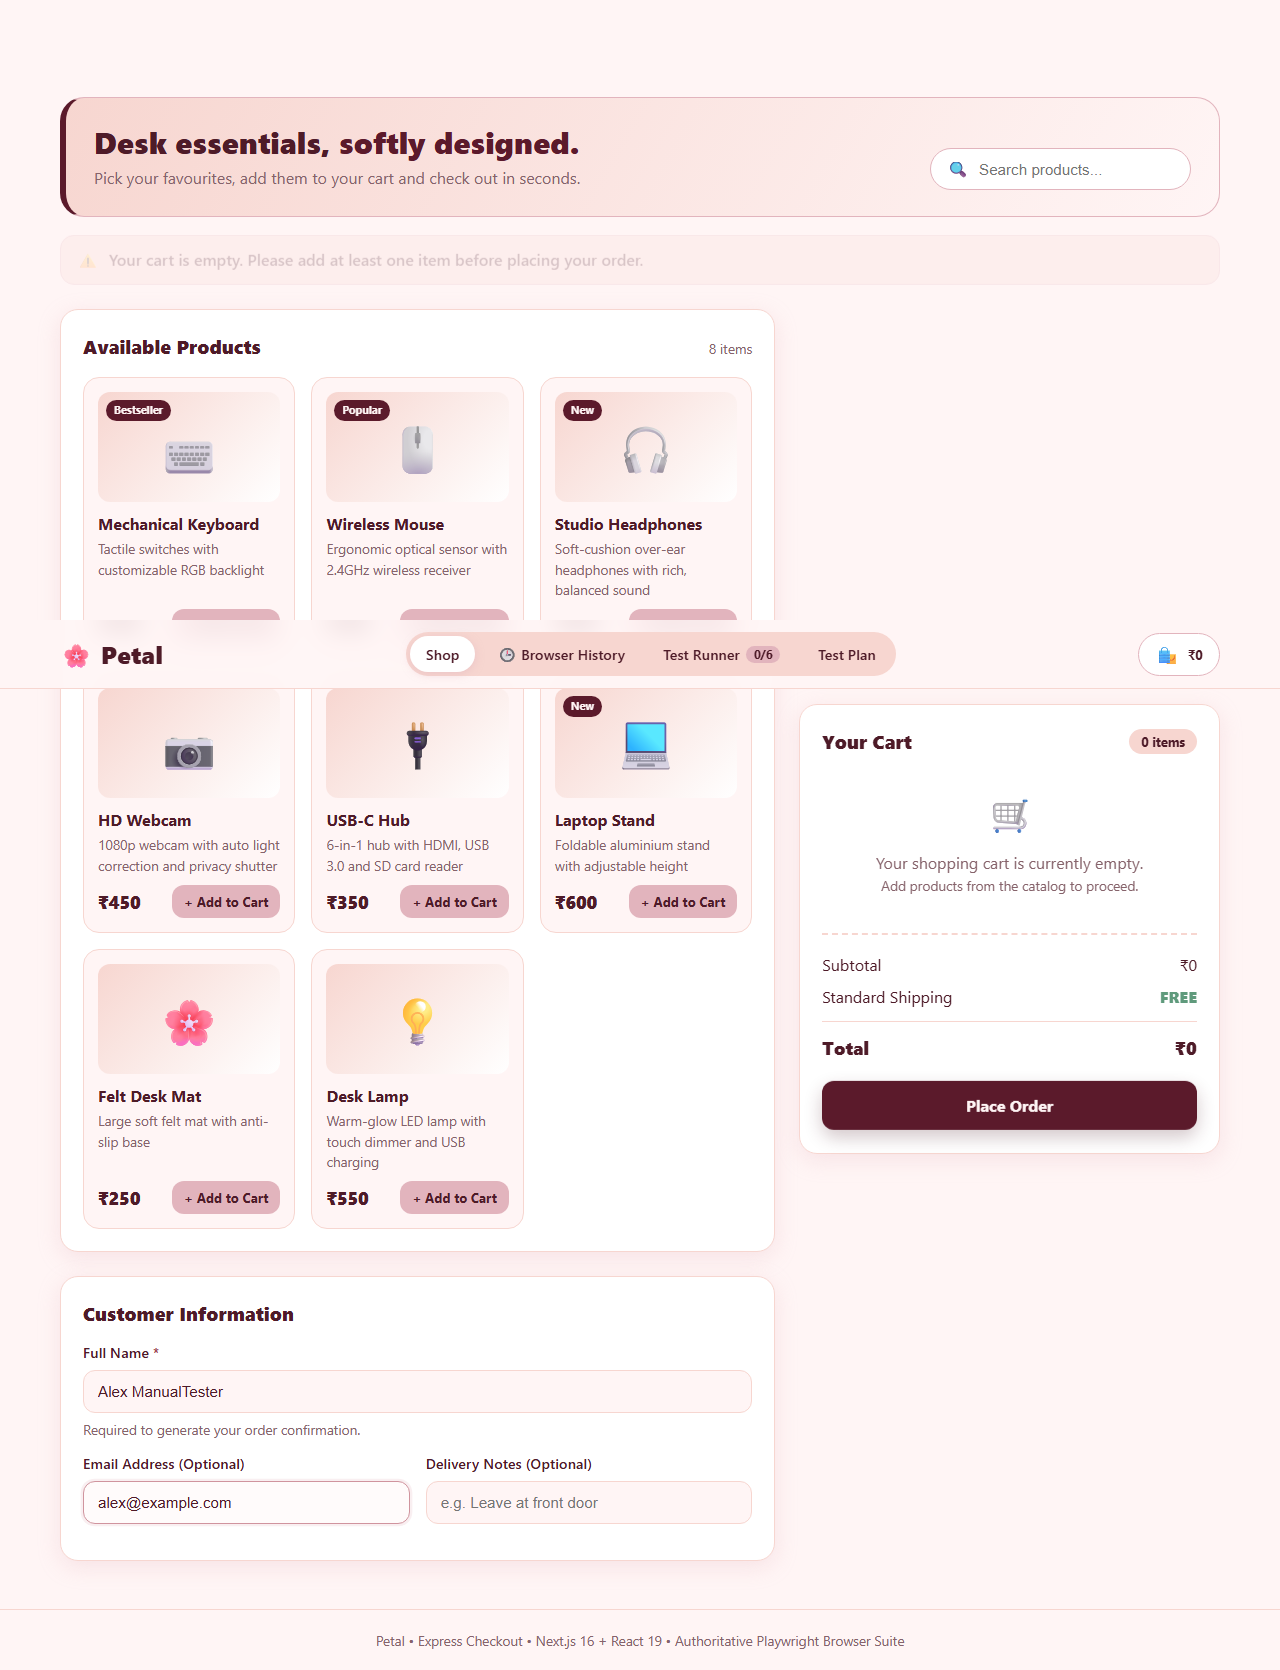 Desk essentials, softly designed.
Pick your favourites, add them to your cart and check out in seconds.
Search products...
Your cart is empty. Please add at least one item before placing your order.
Available Products
8 items
Bestseller
Mechanical Keyboard
Tactile switches with
customizable RGB backlight
Popular
Wireless Mouse
Ergonomic optical sensor with
2.4GHz wireless receiver
New
Studio Headphones
Soft-cushion over-ear
headphones with rich,
balanced sound
Petal
Shop
Browser History
Test Runner 0/6
Test Plan
₹0
HD Webcam
1080p webcam with auto light
correction and privacy shutter
₹450
+ Add to Cart
USB-C Hub
6-in-1 hub with HDMI, USB
3.0 and SD card reader
₹350
+ Add to Cart
New
Laptop Stand
Foldable aluminium stand
with adjustable height
₹600
+ Add to Cart
Felt Desk Mat
Large soft felt mat with anti-
slip base
₹250
+ Add to Cart
Desk Lamp
Warm-glow LED lamp with
touch dimmer and USB
charging
₹550
+ Add to Cart
Your Cart
0 items
Your shopping cart is currently empty.
Add products from the catalog to proceed.
Subtotal ₹0
Standard Shipping FREE
Total ₹0
Place Order
Customer Information
Full Name *
Alex ManualTester
Required to generate your order confirmation.
Email Address (Optional)
alex@example.com
Delivery Notes (Optional)
e.g. Leave at front door
Petal • Express Checkout • Next.js 16 + React 19 • Authoritative Playwright Browser Suite